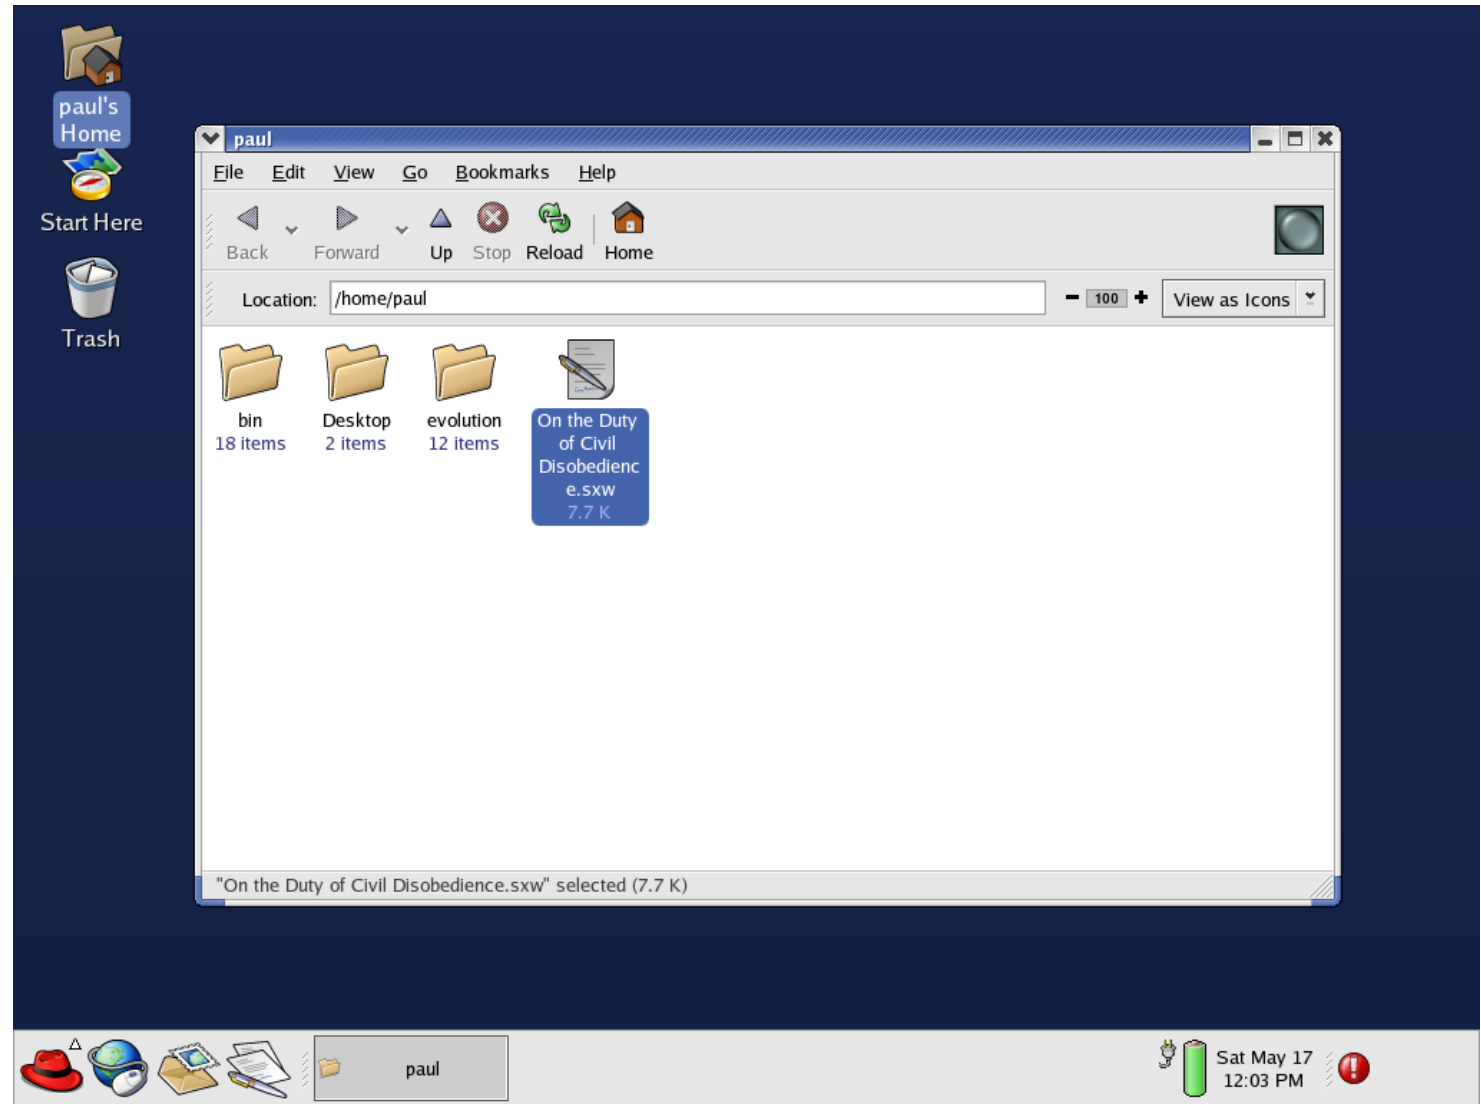 paul's
Home
Start Here
Trash
paul
File Edit View Go Bookmarks Help
Back Forward Up Stop Reload Home
Location: /home/paul 100 View as Icons
bin
18 items
Desktop
2 items
evolution
12 items
On the Duty
of Civil
Disobedienc
e.sxw
7.7 K
"On the Duty of Civil Disobedience.sxw" selected (7.7 K)
paul
Sat May 17
12:03 PM